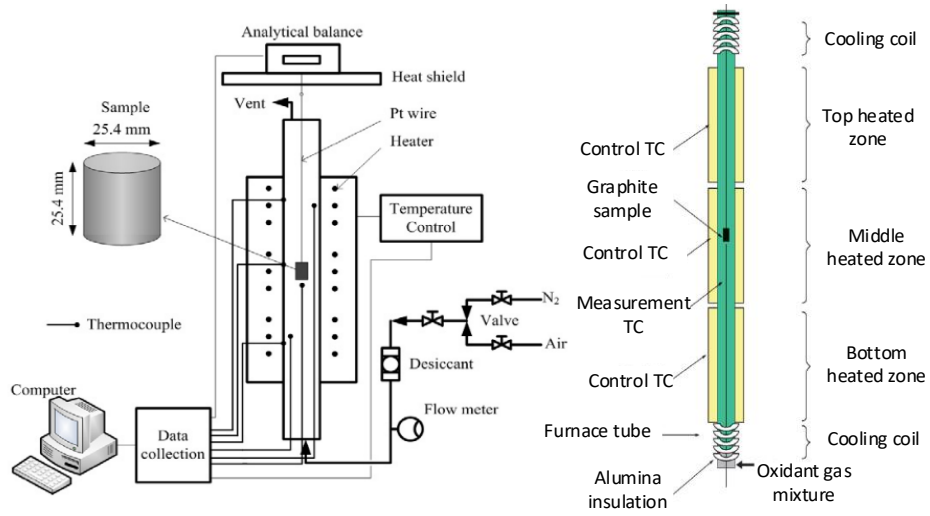 Analytical balance
Heat shield
Vent
Sample
25.4 mm
25.4 mm
Pt wire
Heater
Temperature
Control
Thermocouple
N2
Valve
Air
Desiccant
Flow meter
Computer
Data
collection
Cooling coil
Top heated
zone
Control TC
Graphite
sample
Control TC
Middle
heated zone
Measurement
TC
Control TC
Bottom
heated zone
Furnace tube
Cooling coil
Alumina
insulation
Oxidant gas
mixture